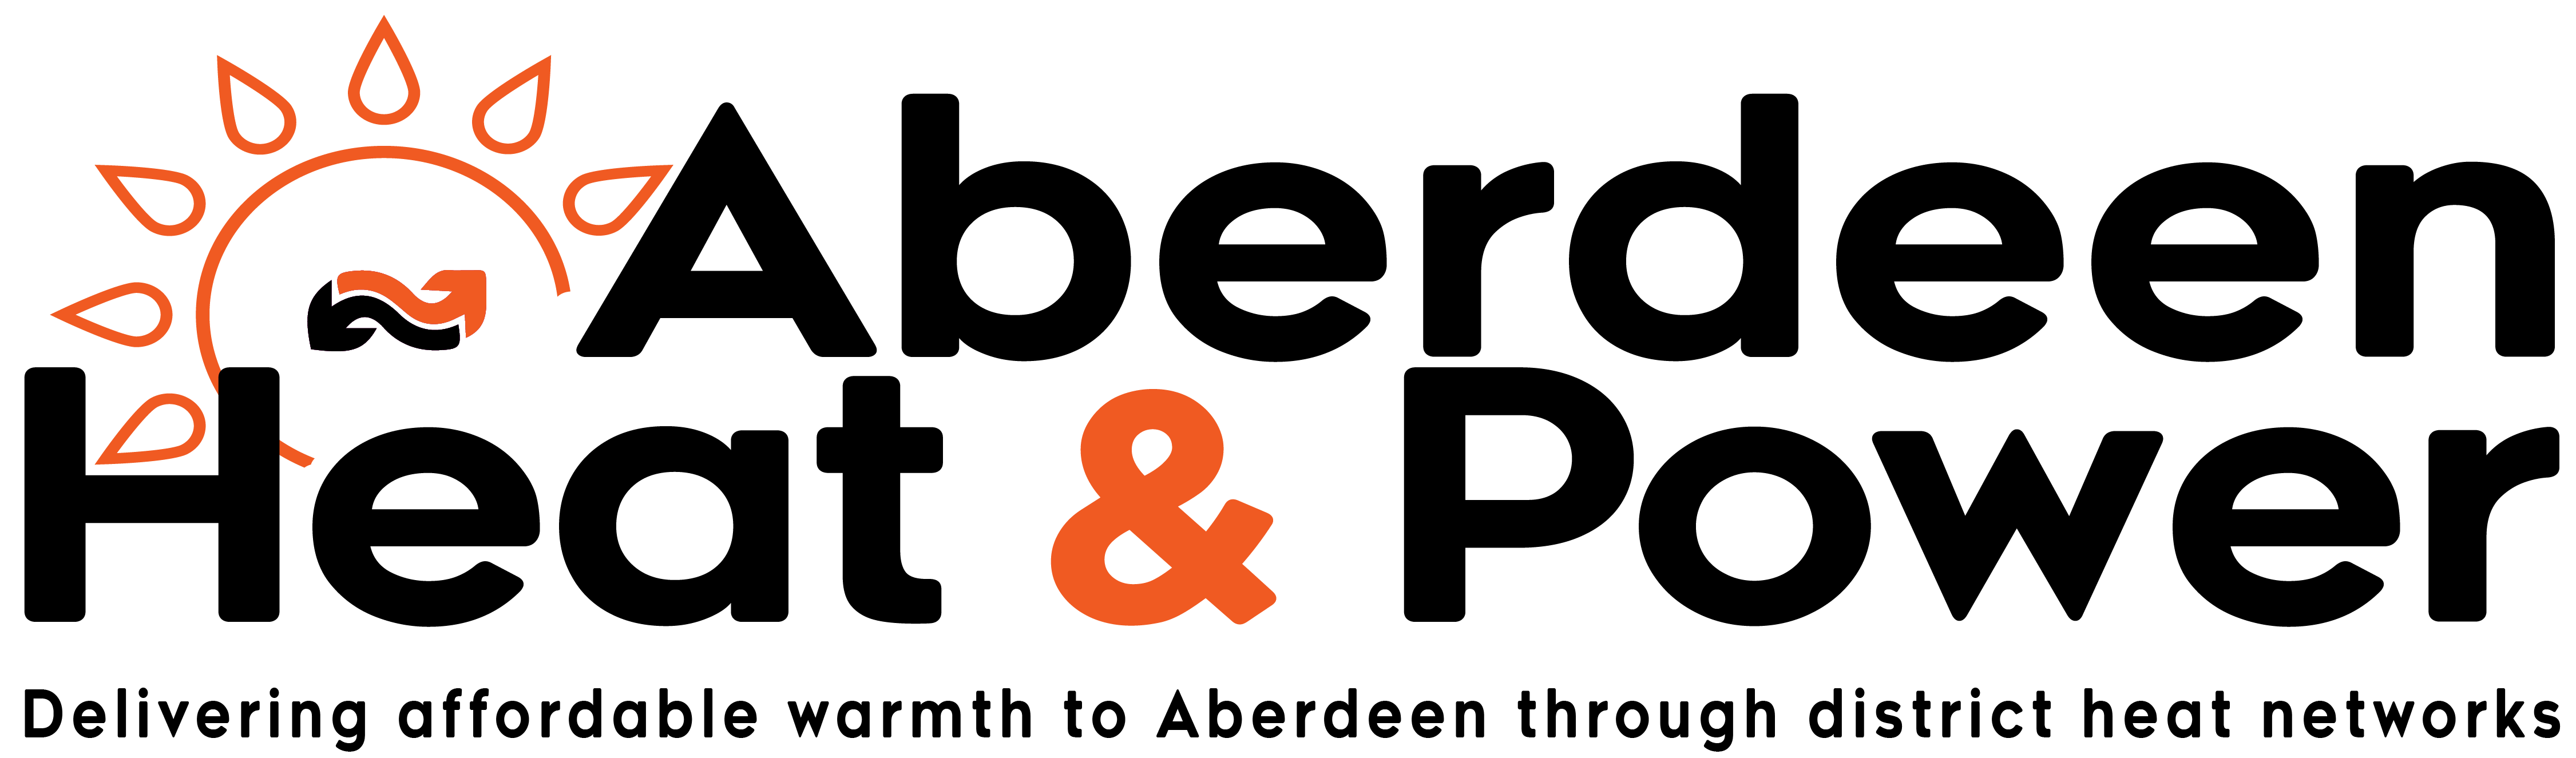 Aberdeen
Heat & Power
Delivering affordable warmth to Aberdeen through district heat networks